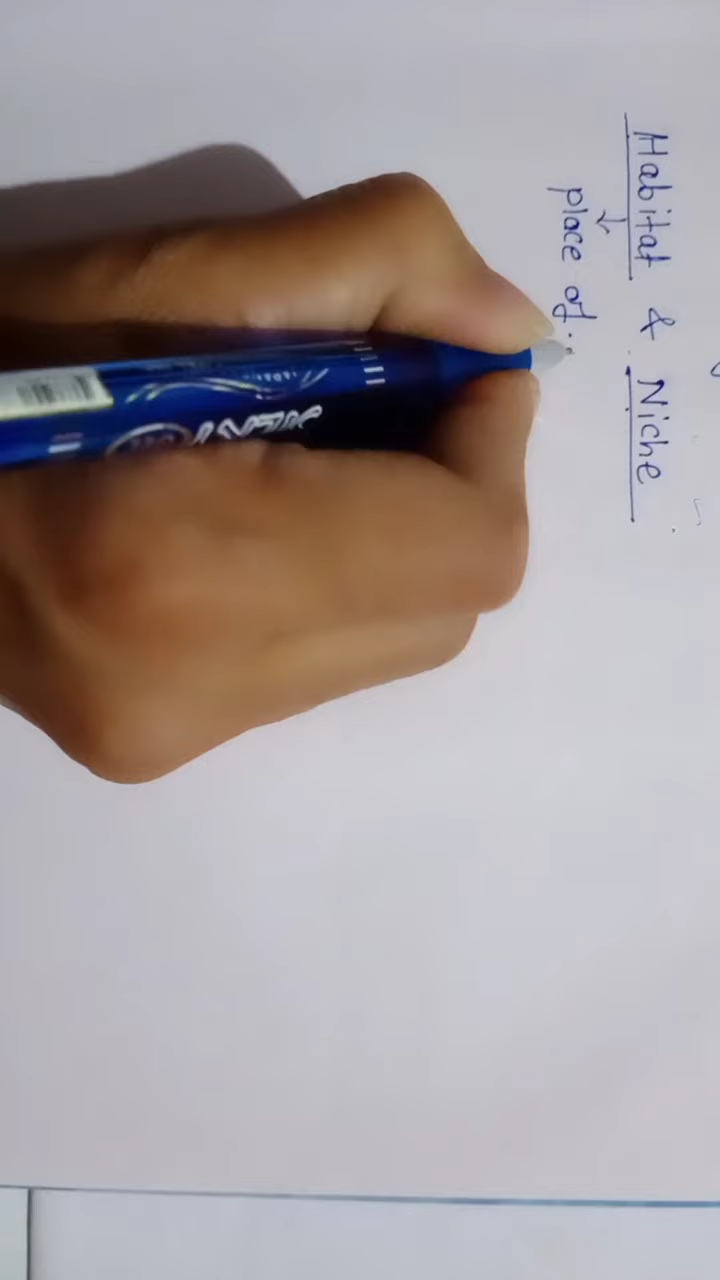 Habitat & Niche
↓
place of